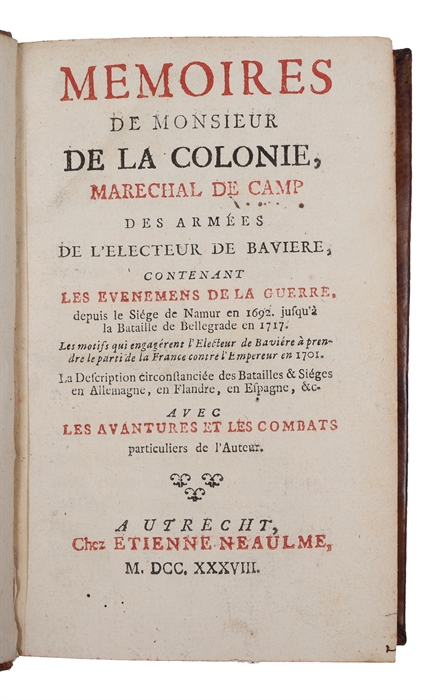 MEMOIRES
DE MONSIEUR
DE LA COLONIE,
MARECHAL DE CAMP
DES ARMÉES
DE L'ELECTEUR DE BAVIERE,
CONTENANT
LES EVENEMENS DE LA GUERRE,
depuis le Siége de Namur en 1692. jusqu'à
la Bataille de Bellegrade en 1717.
Les motifs qui engagérent l'Electeur de Baviére à pren-
dre le parti de la France contre l'Empereur en 1701.
La Deſcription circonſtanciée des Batailles & Siéges
en Allemagne, en Flandre, en Eſpagne, &c.
AVEC
LES AVANTURES ET LES COMBATS
particuliers de l'Auteur.
A UTRECHT,
Chez ETIENNE NEAULME,
M. DCC. XXXVIII.